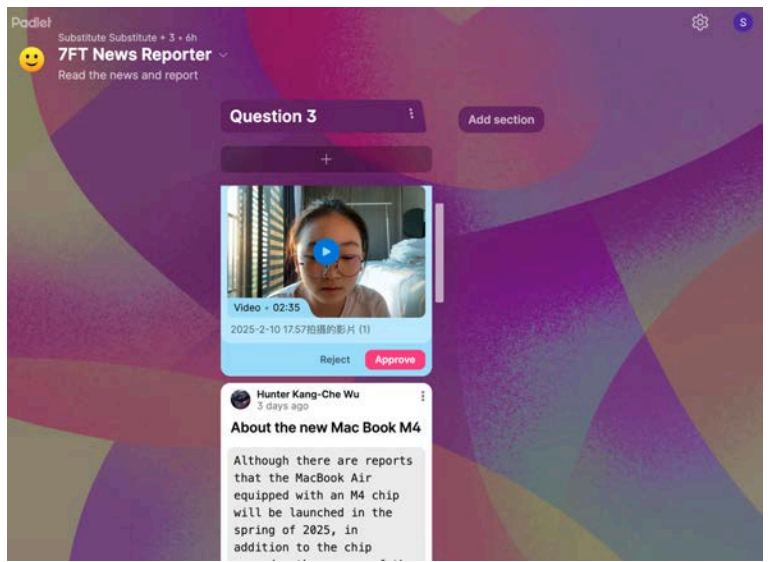 Padlet
Substitute Substitute + 3 • 6h
7FT News Reporter
Read the news and report
S
Question 3
Add section
+
Video • 02:35
2025-2-10 17.57拍攝的影片 (1)
Reject
Approve
Hunter Kang-Che Wu
3 days ago
About the new Mac Book M4
Although there are reports
that the MacBook Air
equipped with an M4 chip
will be launched in the
spring of 2025, in
addition to the chip